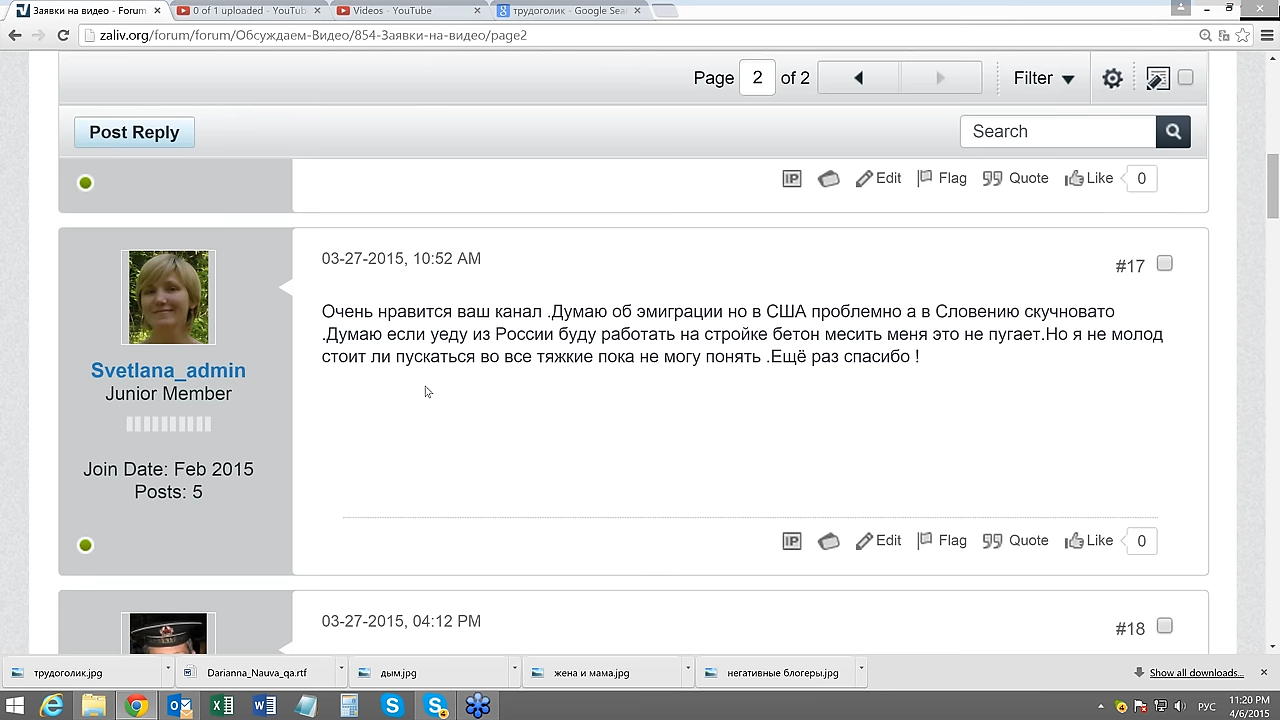 Заявки на видео - Forum
0 of 1 uploaded - YouTub
Videos - YouTube
трудоголик - Google Sear
zaliv.org/forum/forum/Обсуждаем-Видео/854-Заявки-на-видео/page2
Page 2 of 2
Filter
Post Reply
Search
IP
Edit
Flag
Quote
Like
0
03-27-2015, 10:52 AM
#17
Очень нравится ваш канал .Думаю об эмиграции но в США проблемно а в Словению скучновато
.Думаю если уеду из России буду работать на стройке бетон месить меня это не пугает.Но я не молод
стоит ли пускаться во все тяжкие пока не могу понять .Ещё раз спасибо !
Svetlana_admin
Junior Member
Join Date: Feb 2015
Posts: 5
IP
Edit
Flag
Quote
Like
0
03-27-2015, 04:12 PM
#18
трудоголик.jpg
Darianna_Nauva_qa.rtf
дым.jpg
жена и мама.jpg
негативные блогеры.jpg
Show all downloads...
РУС
11:20 PM
4/6/2015